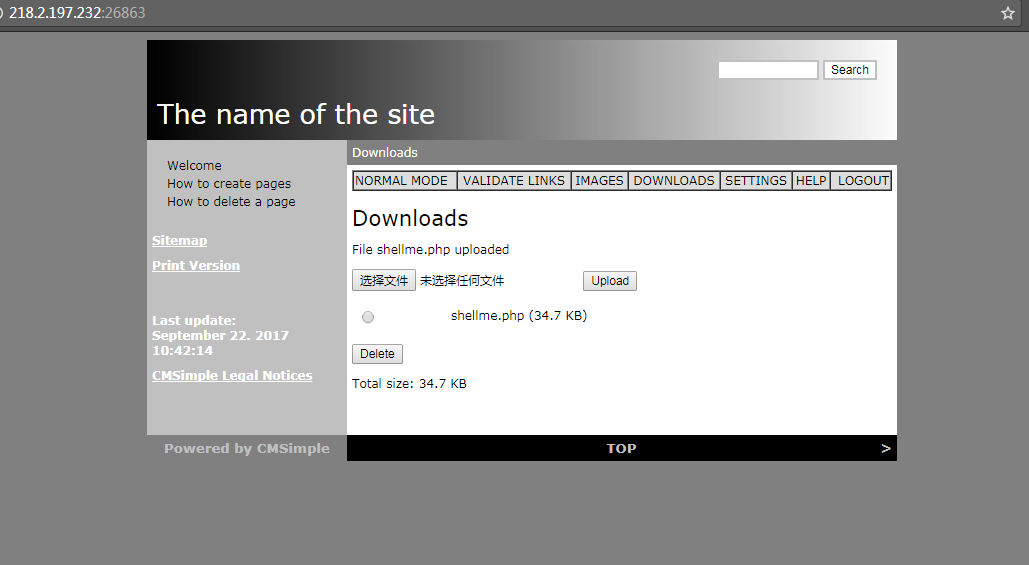 218.2.197.232:26863
Search
The name of the site
Welcome
How to create pages
How to delete a page
Sitemap
Print Version
Last update:
September 22. 2017
10:42:14
CMSimple Legal Notices
Powered by CMSimple
Downloads
NORMAL MODE VALIDATE LINKS IMAGES DOWNLOADS SETTINGS HELP LOGOUT
Downloads
File shellme.php uploaded
选择文件 未选择任何文件 Upload
shellme.php (34.7 KB)
Delete
Total size: 34.7 KB
TOP >